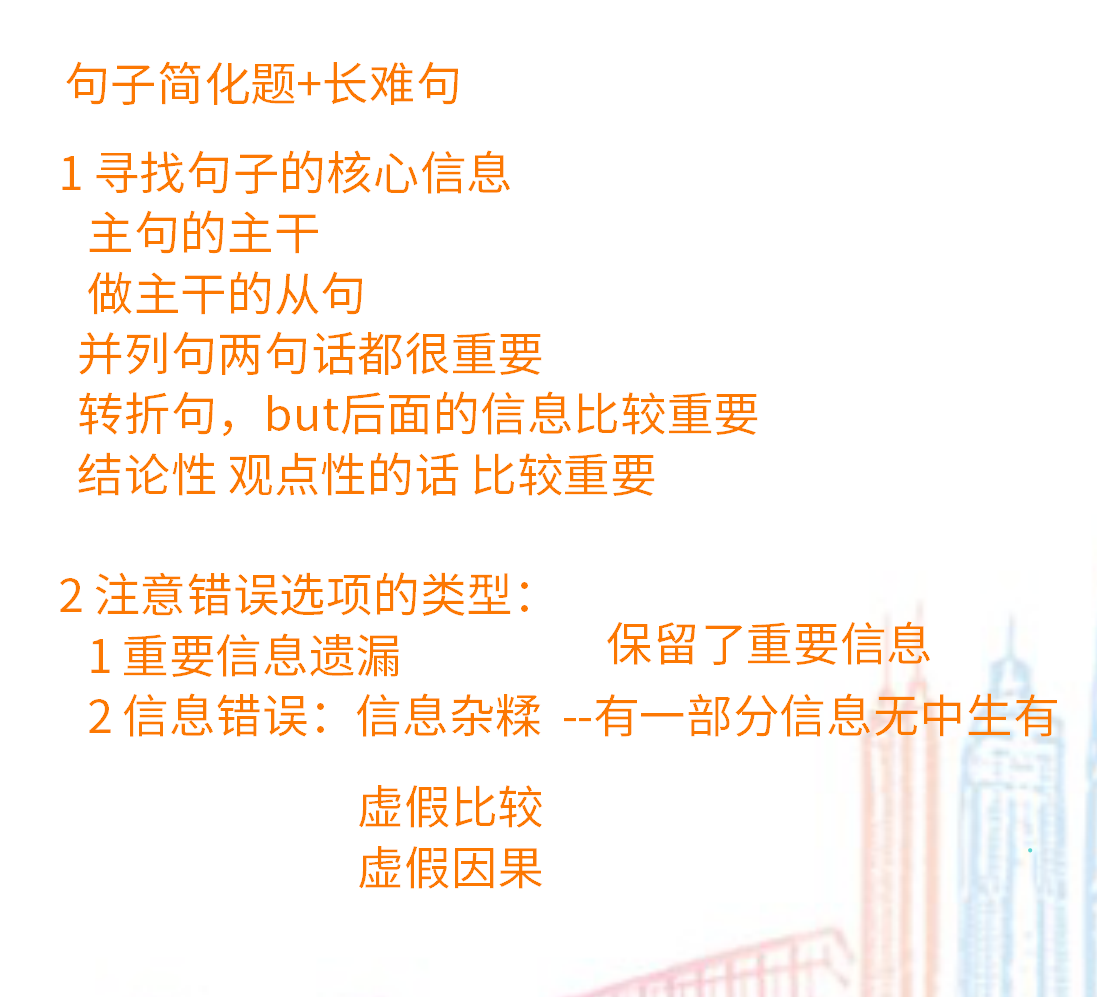 句子简化题+长难句
1 寻找句子的核心信息
主句的主干
做主干的从句
并列句两句话都很重要
转折句，but后面的信息比较重要
结论性 观点性的话 比较重要
2 注意错误选项的类型：
1 重要信息遗漏 保留了重要信息
2 信息错误：信息杂糅 --有一部分信息无中生有
虚假比较
虚假因果